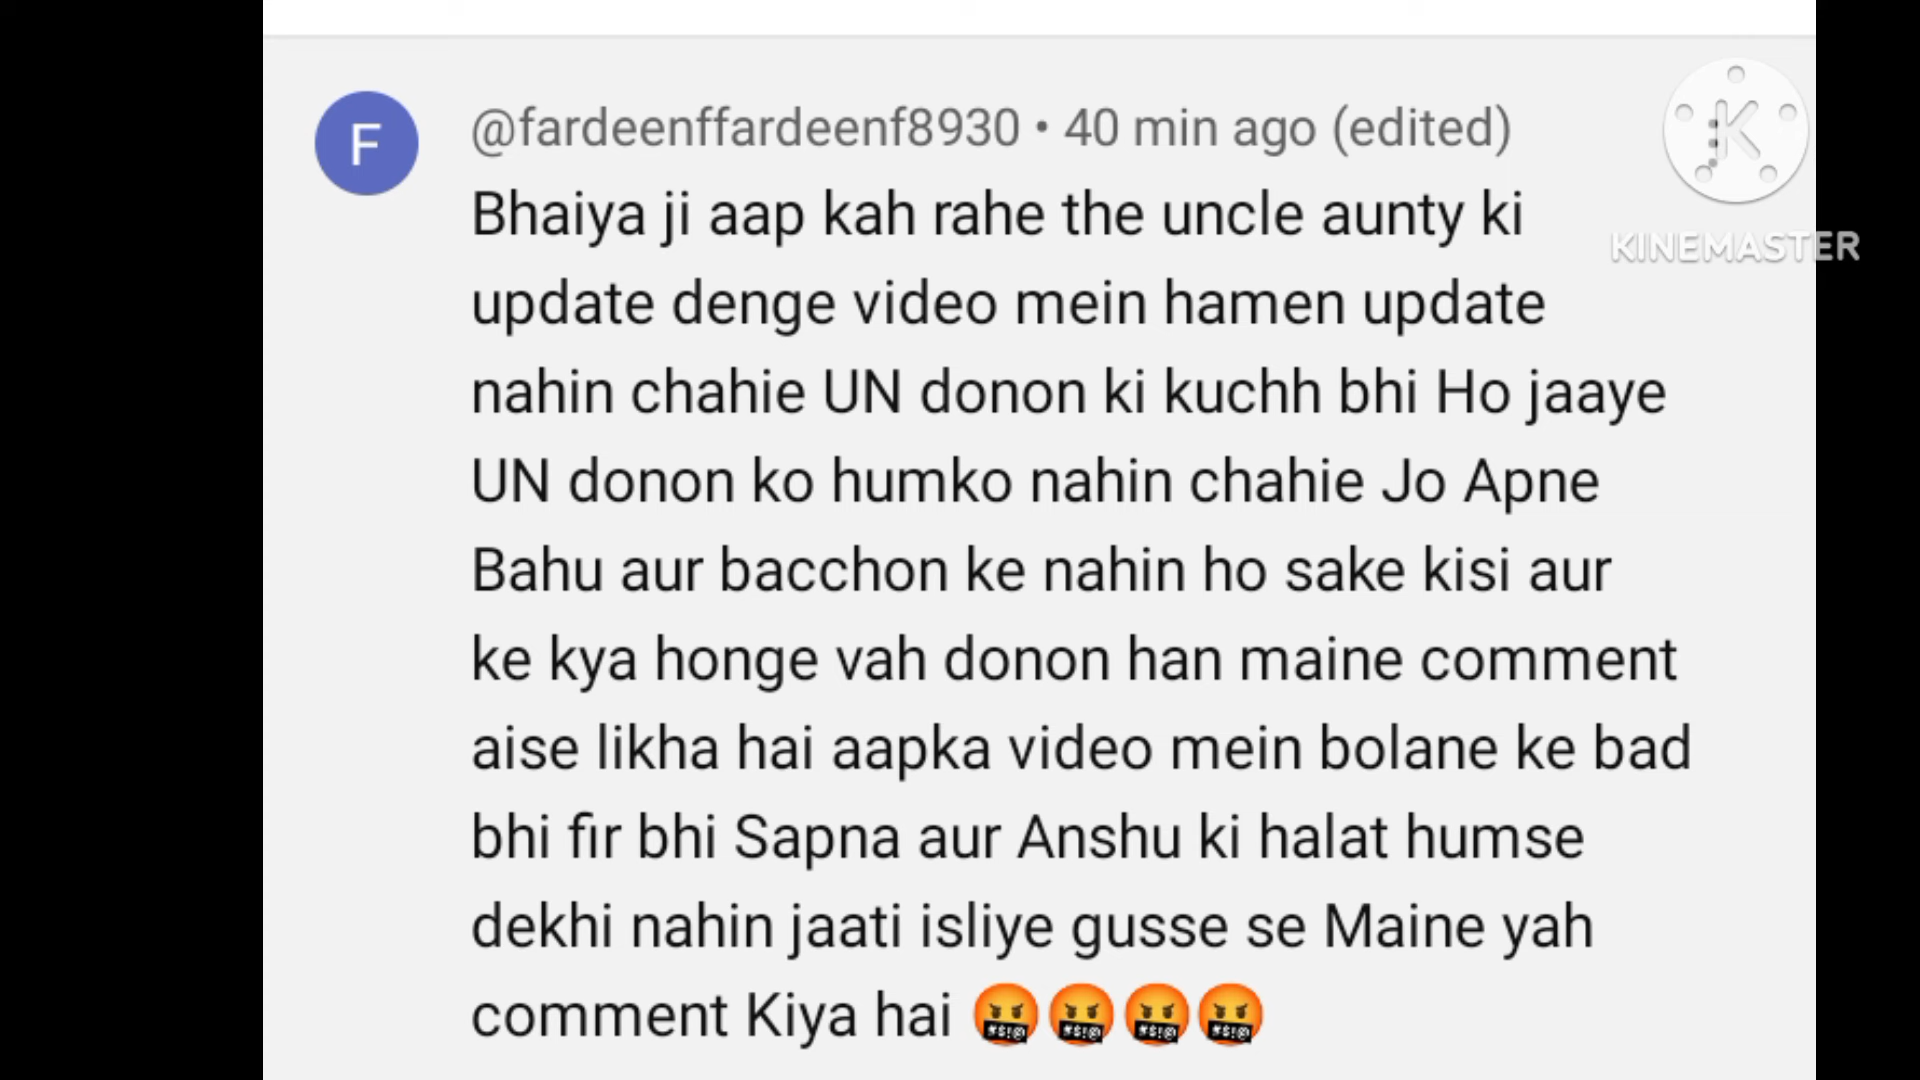 F
@fardeenffardeenf8930 • 40 min ago (edited)
KINEMASTER
Bhaiya ji aap kah rahe the uncle aunty ki
update denge video mein hamen update
nahin chahie UN donon ki kuchh bhi Ho jaaye
UN donon ko humko nahin chahie Jo Apne
Bahu aur bacchon ke nahin ho sake kisi aur
ke kya honge vah donon han maine comment
aise likha hai aapka video mein bolane ke bad
bhi fir bhi Sapna aur Anshu ki halat humse
dekhi nahin jaati isliye gusse se Maine yah
comment Kiya hai 🤬🤬🤬🤬